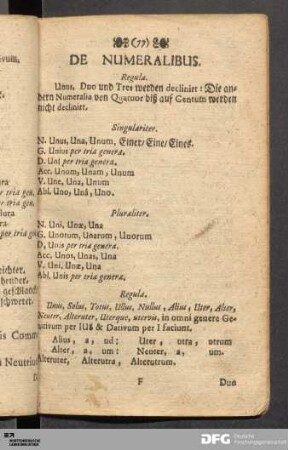 (77)
DE NUMERALIBUS.
Regula.
Unus, Duo und Tres werden declinirt: Die an-
dern Numeralia von Quatuor biß auf Centum werden
nicht declinirt.
Singulariter.
N. Unus, Una, Unum, Einer/ Eine/ Eines.
G. Unius per tria genera.
D. Uni per tria genera.
Acc. Unum, Unam, Unum
V. Une, Una, Unum
Abl. Uno, Unâ, Uno.
Pluraliter.
N. Uni, Unæ, Una
G. Unorum, Unarum, Unorum
D. Unis per tria genera.
Acc. Unos, Unas, Una
V. Uni, Unæ, Una
Abl. Unis per tria genera.
Regula.
Unus, Solus, Totus, Ullus, Nullus, Alius, Uter, Alter,
Neuter, Alteruter, Uterque, utervis, in omni genere Ge-
nitivum per IUS & Dativum per I faciunt.
Alius, a, ud: Uter, utra, utrum
Alter, a, um: Neuter, a, um.
Alteruter, Alterutra, Alterutrum.
F Duo
DFG Deutsche
Forschungsgemeinschaft